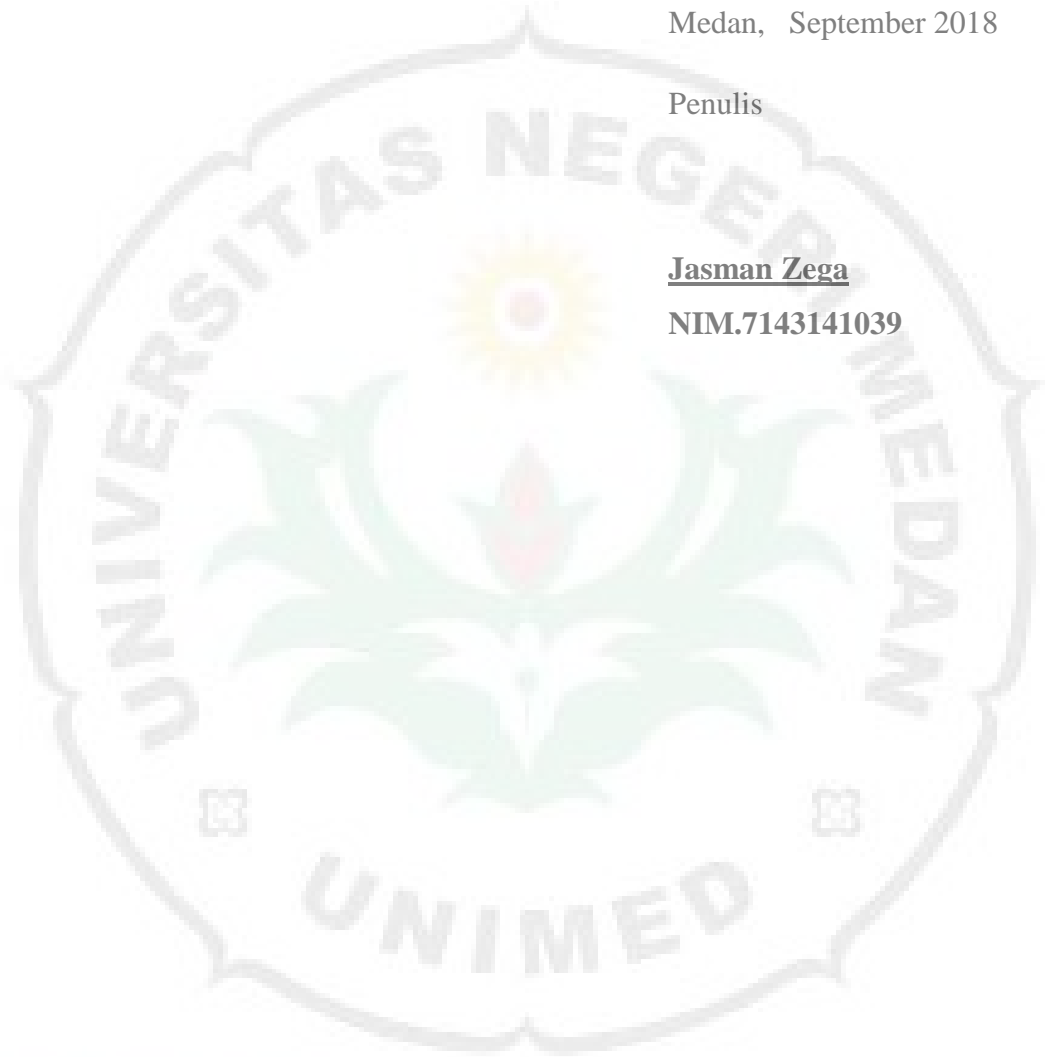 Medan, September 2018
Penulis
Jasman Zega
NIM.7143141039
UNIVERSITAS NEGERI MEDAN
UNIMED